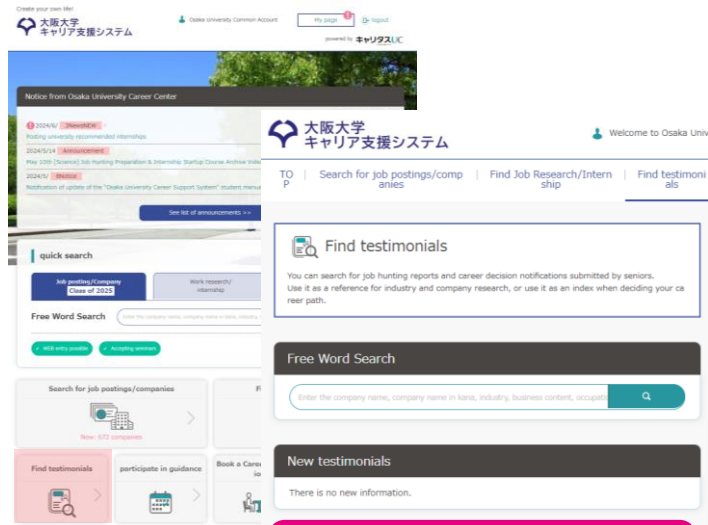 Create your own life!
大阪大学
キャリア支援システム
Osaka University Common Account
My page
logout
powered by キャリタスUC
Notice from Osaka University Career Center
2024/6/
Posting university recommended internships
2024/5/14 Announcement
May 10th [Science] Job Hunting Preparation & Internship Startup Course Archive Video
2024/5/
Notification of update of the "Osaka University Career Support System" student manual
See list of announcements >>
quick search
Job posting/Company
Class of 2025
Work research/
internship
Free Word Search
Enter the company name, company name in kana, industry,
WEB entry possible
Accepting seminars
Search for job postings/companies
New: 672 companies
Find testimonials
participate in guidance
Book a Career
大阪大学
キャリア支援システム
Welcome to Osaka Univ
TO
P
Search for job postings/comp
anies
Find Job Research/Intern
ship
Find testimoni
als
Find testimonials
You can search for job hunting reports and career decision notifications submitted by seniors.
Use it as a reference for industry and company research, or use it as an index when deciding your ca
reer path.
Free Word Search
Enter the company name, company name in kana, industry, business content, occupatio
New testimonials
There is no new information.